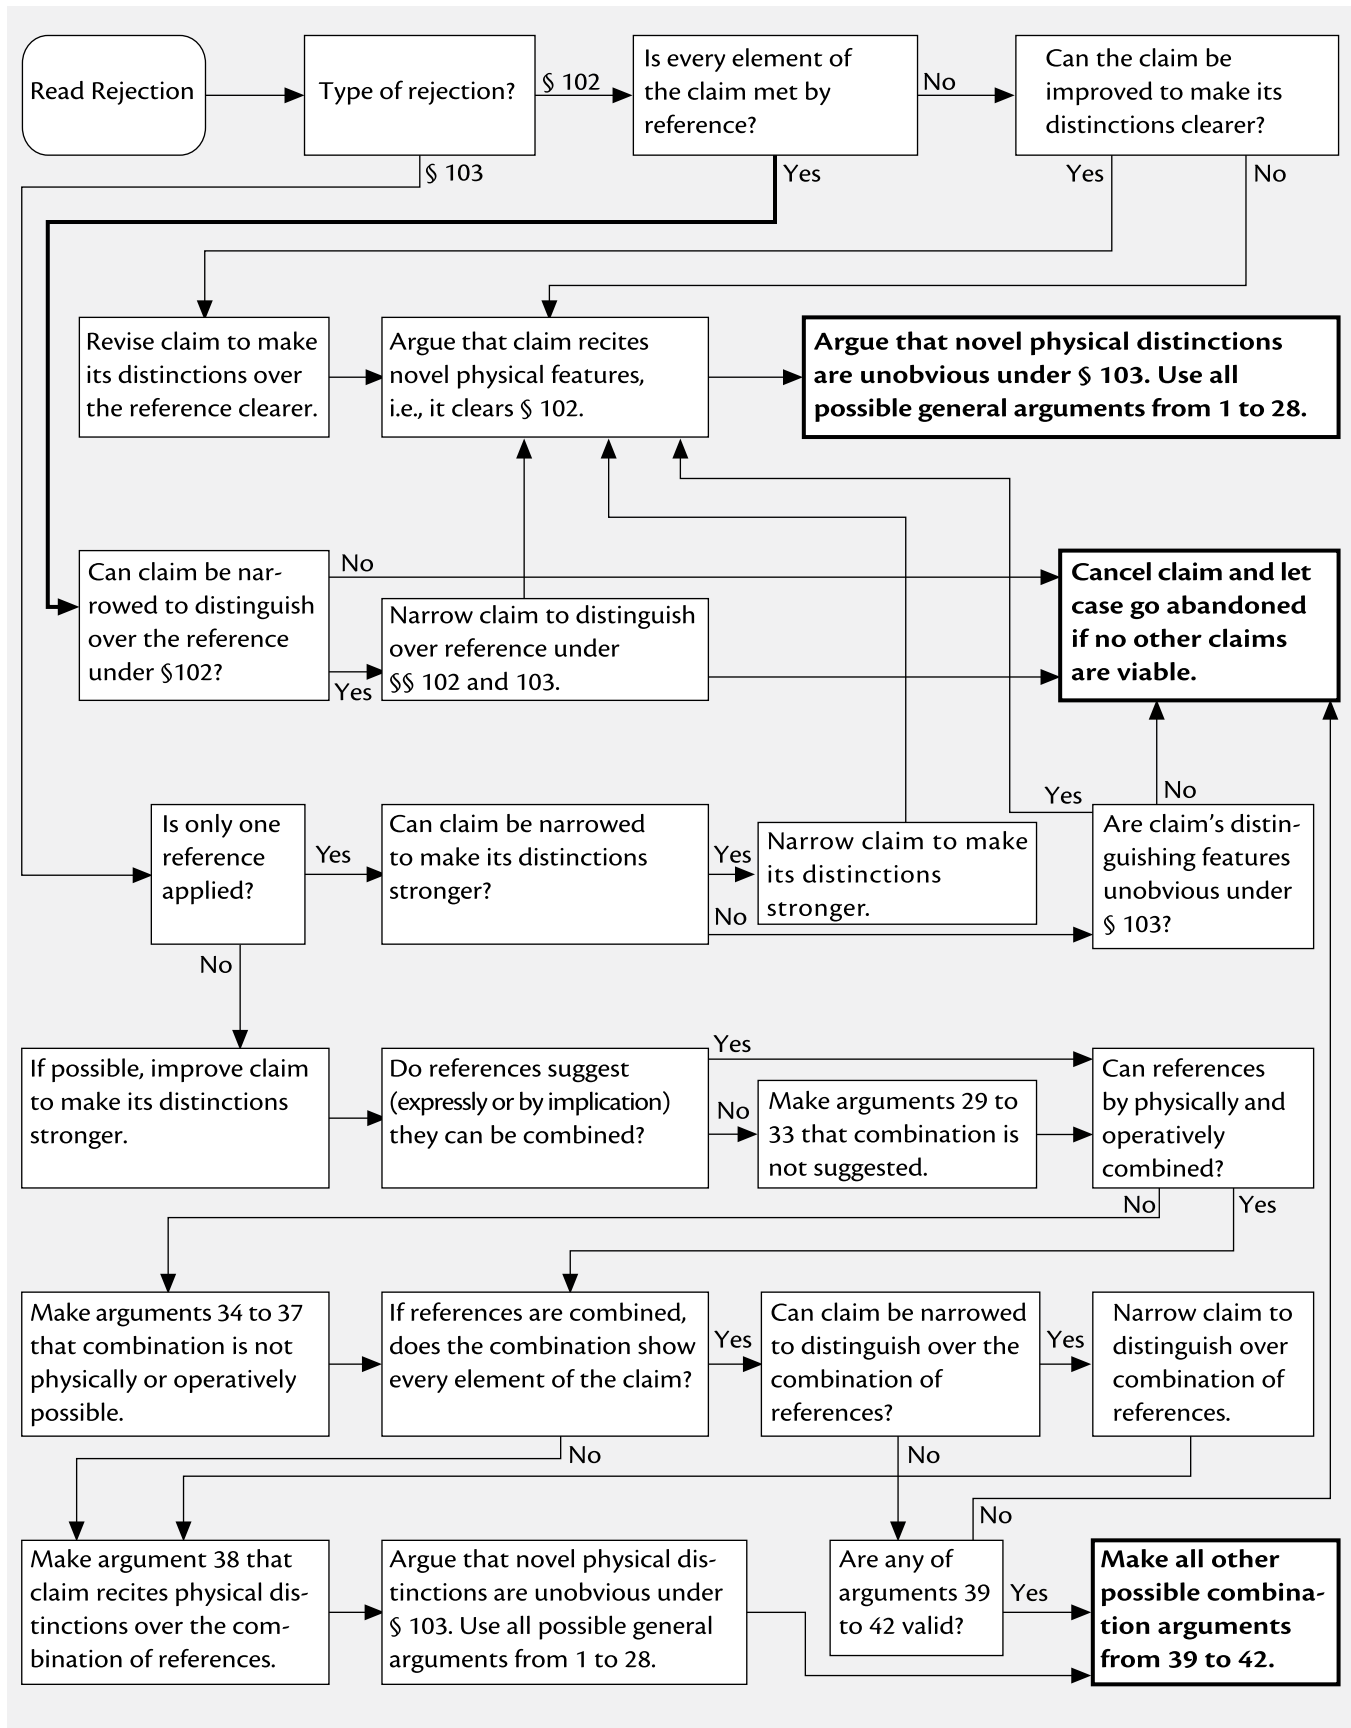 Read Rejection
Type of rejection?
§ 102
Is every element of
the claim met by
reference?
No
Can the claim be
improved to make its
distinctions clearer?
§ 103
Yes
Yes
No
Revise claim to make
its distinctions over
the reference clearer.
Argue that claim recites
novel physical features,
i.e., it clears § 102.
Argue that novel physical distinctions
are unobvious under § 103. Use all
possible general arguments from 1 to 28.
Can claim be nar-
rowed to distinguish
over the reference
under §102?
No
Yes
Narrow claim to distinguish
over reference under
§§ 102 and 103.
Cancel claim and let
case go abandoned
if no other claims
are viable.
Is only one
reference
applied?
Yes
No
Can claim be narrowed
to make its distinctions
stronger?
Yes
No
Narrow claim to make
its distinctions
stronger.
Yes
No
Are claim’s distin-
guishing features
unobvious under
§ 103?
If possible, improve claim
to make its distinctions
stronger.
Do references suggest
(expressly or by implication)
they can be combined?
Yes
No
Make arguments 29 to
33 that combination is
not suggested.
Can references
by physically and
operatively
combined?
No
Yes
Make arguments 34 to 37
that combination is not
physically or operatively
possible.
If references are combined,
does the combination show
every element of the claim?
Yes
No
Can claim be narrowed
to distinguish over the
combination of
references?
Yes
No
Narrow claim to
distinguish over
combination of
references.
Make argument 38 that
claim recites physical dis-
tinctions over the com-
bination of references.
Argue that novel physical dis-
tinctions are unobvious under
§ 103. Use all possible general
arguments from 1 to 28.
Are any of
arguments 39
to 42 valid?
No
Yes
Make all other
possible combina-
tion arguments
from 39 to 42.